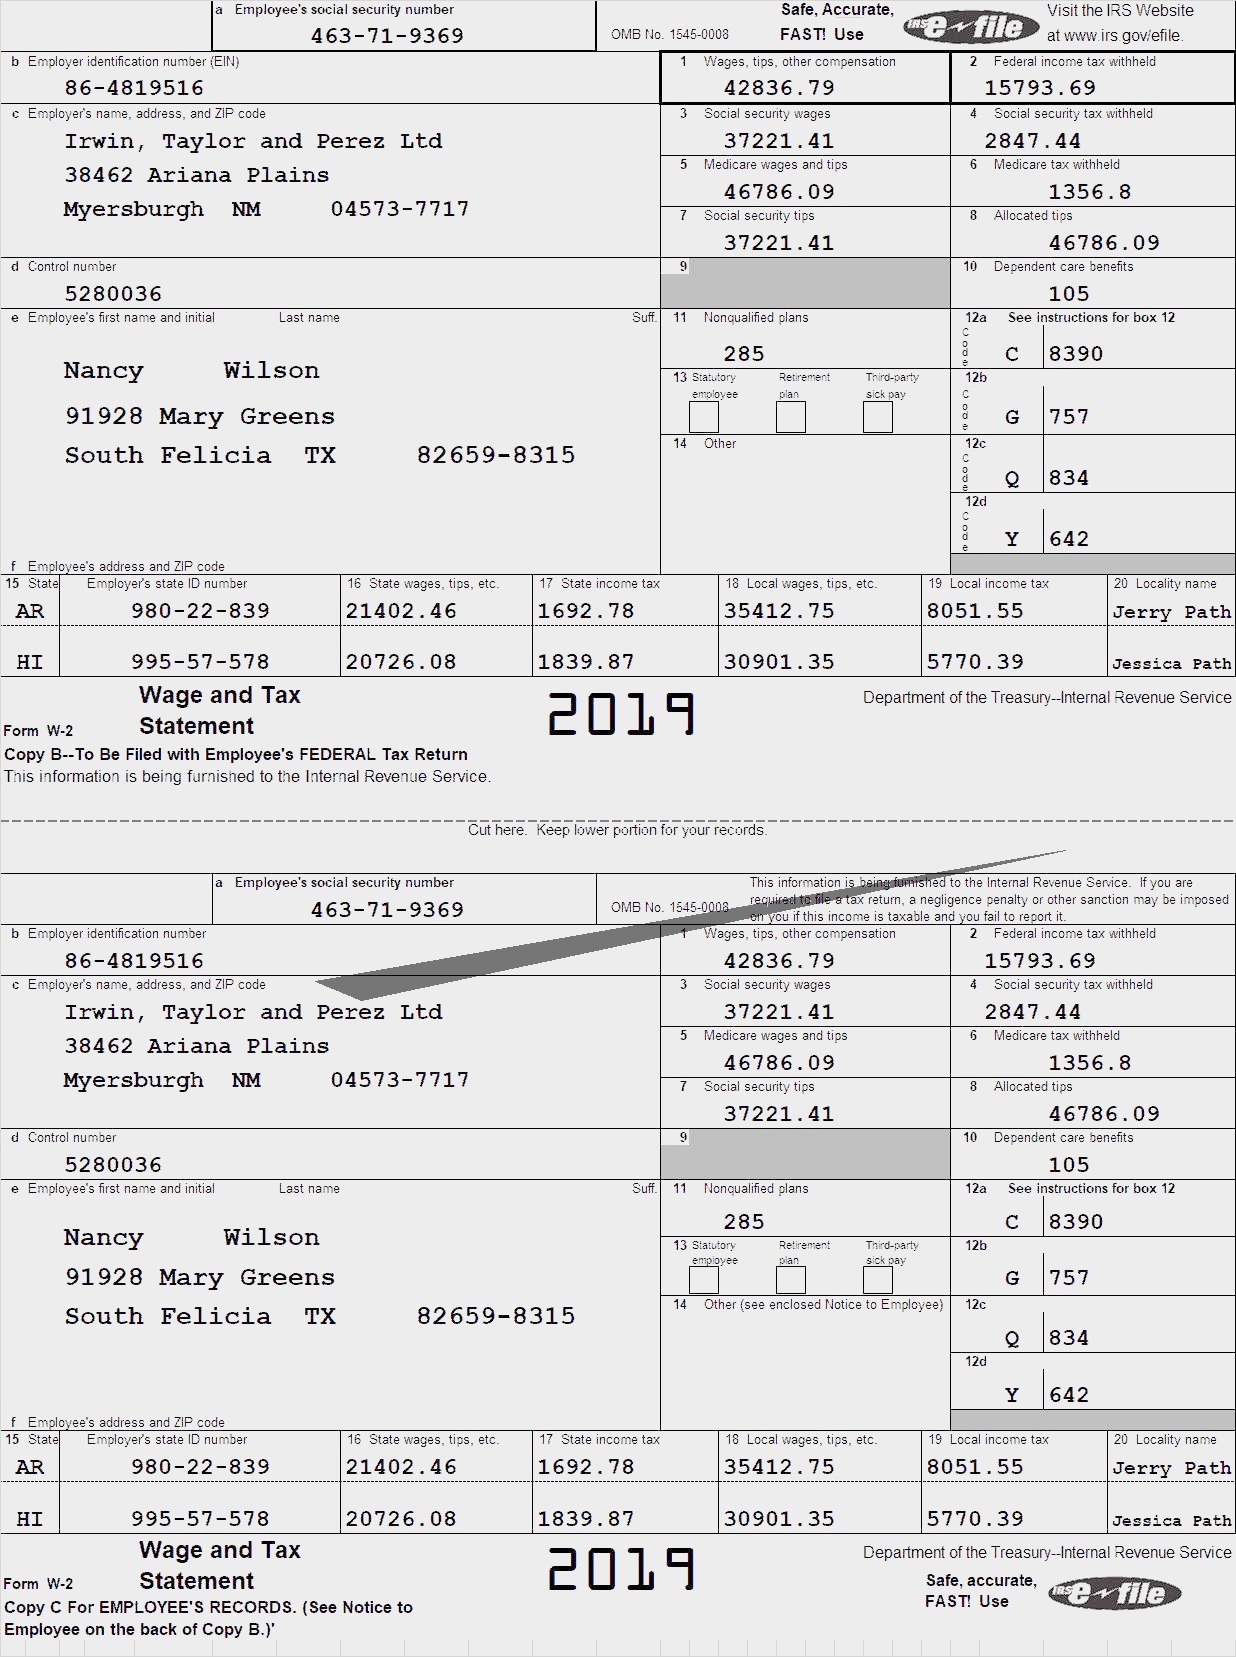 a Employee's social security number
463-71-9369
OMB No. 1545-0008
Safe, Accurate,
FAST! Use
IRS e-file
Visit the IRS Website
at www.irs gov/efile.
b Employer identification number (EIN)
86-4819516
1 Wages, tips, other compensation
42836.79
2 Federal income tax withheld
15793.69
c Employer's name, address, and ZIP code
Irwin, Taylor and Perez Ltd
38462 Ariana Plains
Myersburgh NM 04573-7717
3 Social security wages
37221.41
4 Social security tax withheld
2847.44
5 Medicare wages and tips
46786.09
6 Medicare tax withheld
1356.8
7 Social security tips
37221.41
8 Allocated tips
46786.09
d Control number
5280036
9
10 Dependent care benefits
105
e Employee's first name and initial Last name Suff.
Nancy Wilson
91928 Mary Greens
South Felicia TX 82659-8315
f Employee's address and ZIP code
11 Nonqualified plans
285
12a See instructions for box 12
Code C 8390
13 Statutory employee Retirement plan Third-party sick pay
12b
Code G 757
14 Other
12c
Code Q 834
12d
Code Y 642
15 State Employer's state ID number 16 State wages, tips, etc. 17 State income tax 18 Local wages, tips, etc. 19 Local income tax 20 Locality name
AR 980-22-839 21402.46 1692.78 35412.75 8051.55 Jerry Path
HI 995-57-578 20726.08 1839.87 30901.35 5770.39 Jessica Path
Wage and Tax
Form W-2 Statement
2019
Department of the Treasury--Internal Revenue Service
Copy B--To Be Filed with Employee's FEDERAL Tax Return
This information is being furnished to the Internal Revenue Service.
Cut here. Keep lower portion for your records.
a Employee's social security number
463-71-9369
OMB No. 1545-0008
This information is being furnished to the Internal Revenue Service. If you are
required to file a tax return, a negligence penalty or other sanction may be imposed
on you if this income is taxable and you fail to report it.
b Employer identification number
86-4819516
1 Wages, tips, other compensation
42836.79
2 Federal income tax withheld
15793.69
c Employer's name, address, and ZIP code
Irwin, Taylor and Perez Ltd
38462 Ariana Plains
Myersburgh NM 04573-7717
3 Social security wages
37221.41
4 Social security tax withheld
2847.44
5 Medicare wages and tips
46786.09
6 Medicare tax withheld
1356.8
7 Social security tips
37221.41
8 Allocated tips
46786.09
d Control number
5280036
9
10 Dependent care benefits
105
e Employee's first name and initial Last name Suff.
Nancy Wilson
91928 Mary Greens
South Felicia TX 82659-8315
f Employee's address and ZIP code
11 Nonqualified plans
285
12a See instructions for box 12
C 8390
13 Statutory employee Retirement plan Third-party sick pay
12b
G 757
14 Other (see enclosed Notice to Employee)
12c
Q 834
12d
Y 642
15 State Employer's state ID number 16 State wages, tips, etc. 17 State income tax 18 Local wages, tips, etc. 19 Local income tax 20 Locality name
AR 980-22-839 21402.46 1692.78 35412.75 8051.55 Jerry Path
HI 995-57-578 20726.08 1839.87 30901.35 5770.39 Jessica Path
Wage and Tax
Form W-2 Statement
2019
Department of the Treasury--Internal Revenue Service
Safe, accurate,
FAST! Use
IRS e-file
Copy C For EMPLOYEE'S RECORDS. (See Notice to
Employee on the back of Copy B.)'